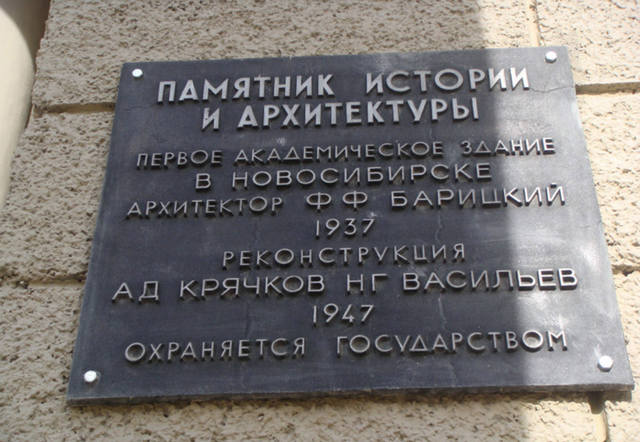 ПАМЯТНИК ИСТОРИИ
И АРХИТЕКТУРЫ
ПЕРВОЕ АКАДЕМИЧЕСКОЕ ЗДАНИЕ
В НОВОСИБИРСКЕ
АРХИТЕКТОР Ф Ф БАРИЦКИЙ
1937
РЕКОНСТРУКЦИЯ
А Д КРЯЧКОВ Н Г ВАСИЛЬЕВ
1947
ОХРАНЯЕТСЯ ГОСУДАРСТВОМ